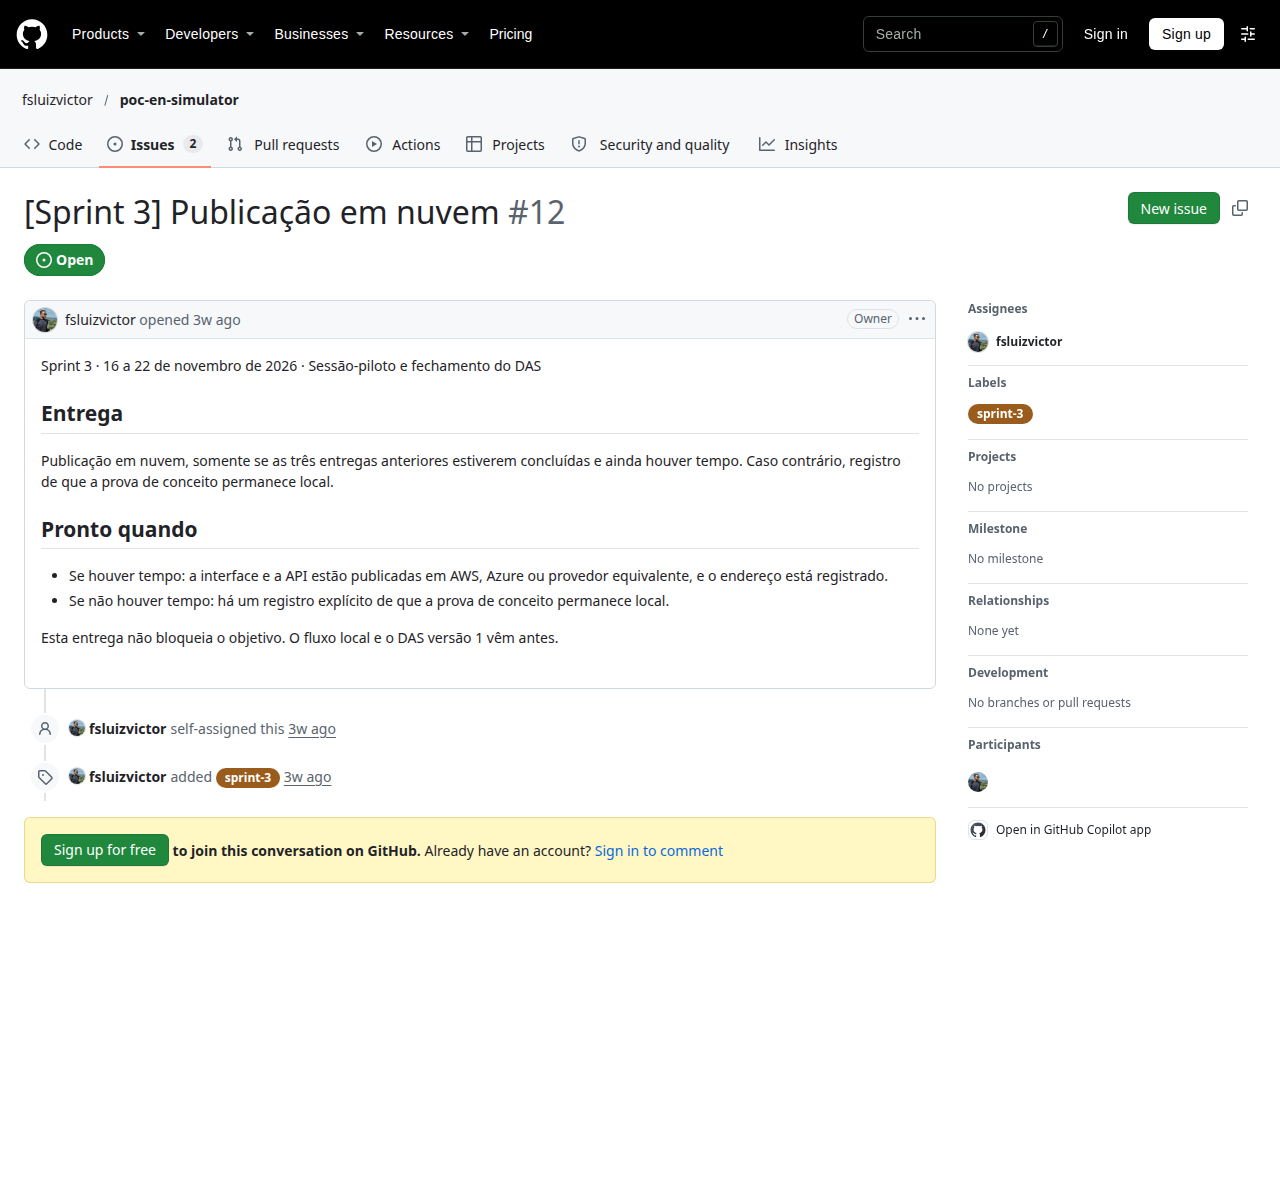 Products
Developers
Businesses
Resources
Pricing
Search
/
Sign in
Sign up
fsluizvictor / poc-en-simulator
Code
Issues 2
Pull requests
Actions
Projects
Security and quality
Insights
[Sprint 3] Publicação em nuvem #12
New issue
Open
fsluizvictor opened 3w ago
Owner
Sprint 3 · 16 a 22 de novembro de 2026 · Sessão-piloto e fechamento do DAS
Entrega
Publicação em nuvem, somente se as três entregas anteriores estiverem concluídas e ainda houver tempo. Caso contrário, registro
de que a prova de conceito permanece local.
Pronto quando
Se houver tempo: a interface e a API estão publicadas em AWS, Azure ou provedor equivalente, e o endereço está registrado.
Se não houver tempo: há um registro explícito de que a prova de conceito permanece local.
Esta entrega não bloqueia o objetivo. O fluxo local e o DAS versão 1 vêm antes.
fsluizvictor self-assigned this 3w ago
fsluizvictor added sprint-3 3w ago
Sign up for free to join this conversation on GitHub. Already have an account? Sign in to comment
Assignees
fsluizvictor
Labels
sprint-3
Projects
No projects
Milestone
No milestone
Relationships
None yet
Development
No branches or pull requests
Participants
Open in GitHub Copilot app